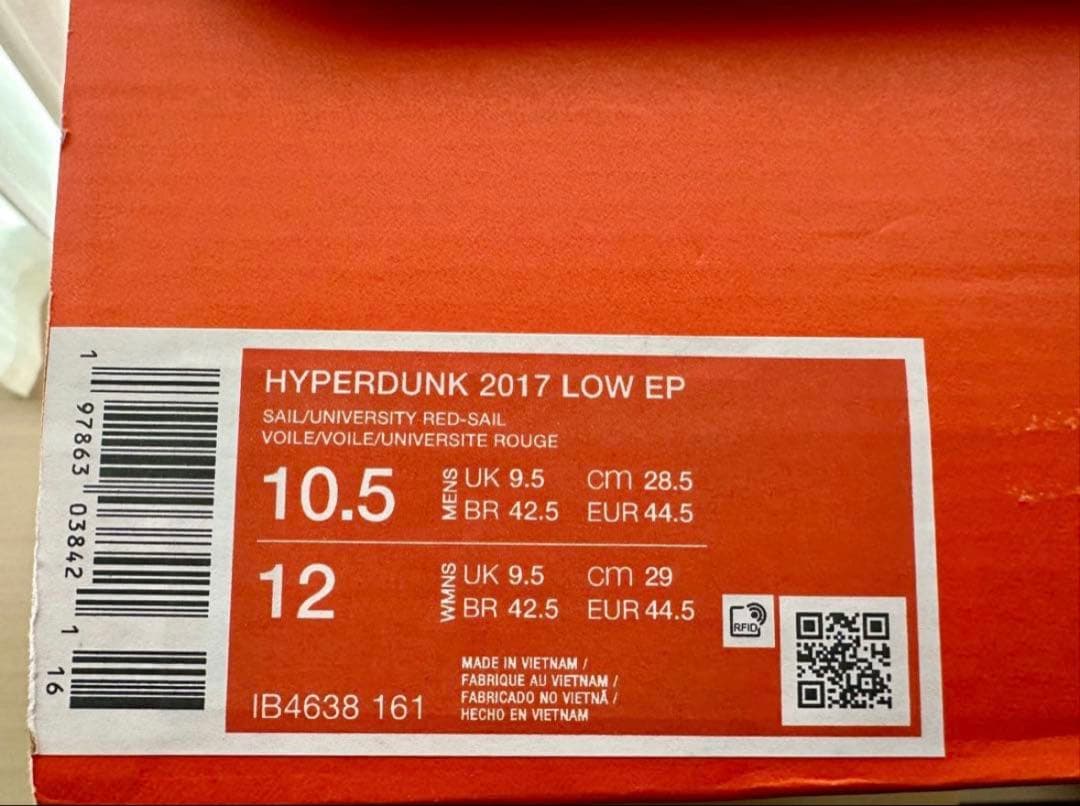 HYPERDUNK 2017 LOW EP
SAIL/UNIVERSITY RED-SAIL
VOILE/VOILE/UNIVERSITE ROUGE
10.5 MENS UK 9.5 cm 28.5
BR 42.5 EUR 44.5
12 WMNS UK 9.5 cm 29
BR 42.5 EUR 44.5
RFID
MADE IN VIETNAM /
FABRIQUE AU VIETNAM /
FABRICADO NO VIETNÃ /
HECHO EN VIETNAM
IB4638 161
1 97863 03842 1
16